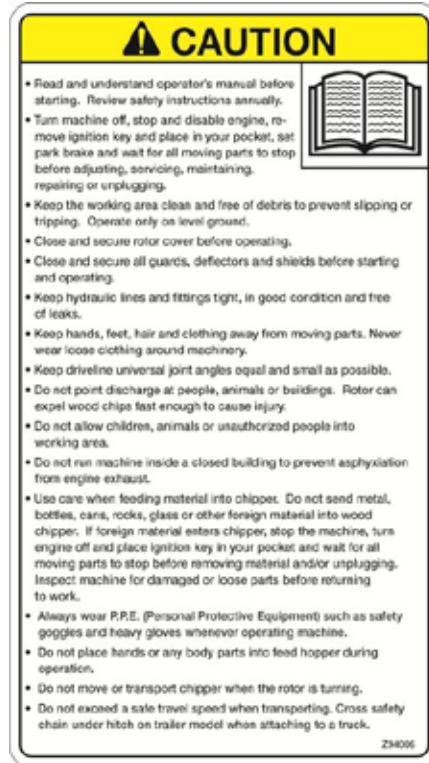 CAUTION
• Read and understand operator's manual before
starting. Review safety instructions annually.
• Turn machine off, stop and disable engine, re-
move ignition key and place in your pocket, set
park brake and wait for all moving parts to stop
before adjusting, servicing, maintaining,
repairing or unplugging.
• Keep the working area clean and free of debris to prevent slipping or
tripping. Operate only on level ground.
• Close and secure rotor cover before operating.
• Close and secure all guards, deflectors and shields before starting
and operating.
• Keep hydraulic lines and fittings tight, in good condition and free
of leaks.
• Keep hands, feet, hair and clothing away from moving parts. Never
wear loose clothing around machinery.
• Keep driveline universal joint angles equal and small as possible.
• Do not point discharge at people, animals or buildings. Rotor can
expel wood chips fast enough to cause injury.
• Do not allow children, animals or unauthorized people into
working area.
• Do not run machine inside a closed building to prevent asphyxiation
from engine exhaust.
• Use care when feeding material into chipper. Do not send metal,
bottles, cans, rocks, glass or other foreign material into wood
chipper. If foreign material enters chipper, stop the machine, turn
engine off and place ignition key in your pocket and wait for all
moving parts to stop before removing material and/or unplugging.
Inspect machine for damaged or loose parts before returning
to work.
• Always wear P.P.E. (Personal Protective Equipment) such as safety
goggles and heavy gloves whenever operating machine.
• Do not place hands or any body parts into feed hopper during
operation.
• Do not move or transport chipper when the rotor is turning.
• Do not exceed a safe travel speed when transporting. Cross safety
chain under hitch on trailer model when attaching to a truck.
Z94006